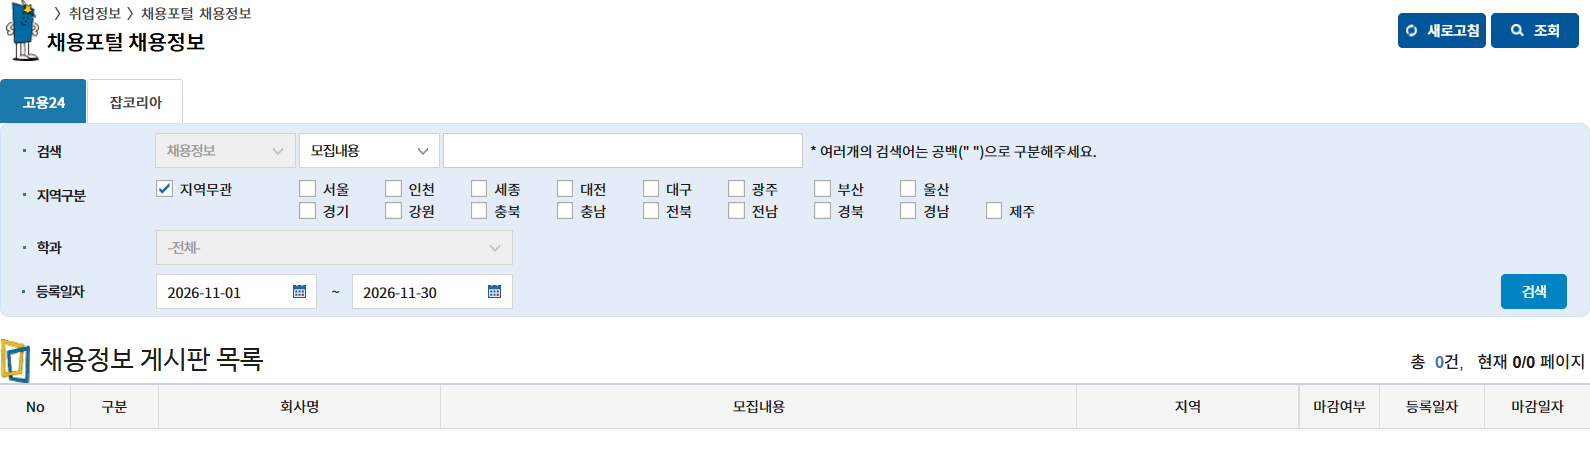 〉취업정보 〉채용포털 채용정보
채용포털 채용정보
새로고침 조회
고용24 잡코리아
검색 채용정보 모집내용 * 여러개의 검색어는 공백(" ")으로 구분해주세요.
지역구분 지역무관 서울 인천 세종 대전 대구 광주 부산 울산
경기 강원 충북 충남 전북 전남 경북 경남 제주
학과 -전체-
등록일자 2026-11-01 ~ 2026-11-30 검색
채용정보 게시판 목록
총 0건, 현재 0/0 페이지
No 구분 회사명 모집내용 지역 마감여부 등록일자 마감일자